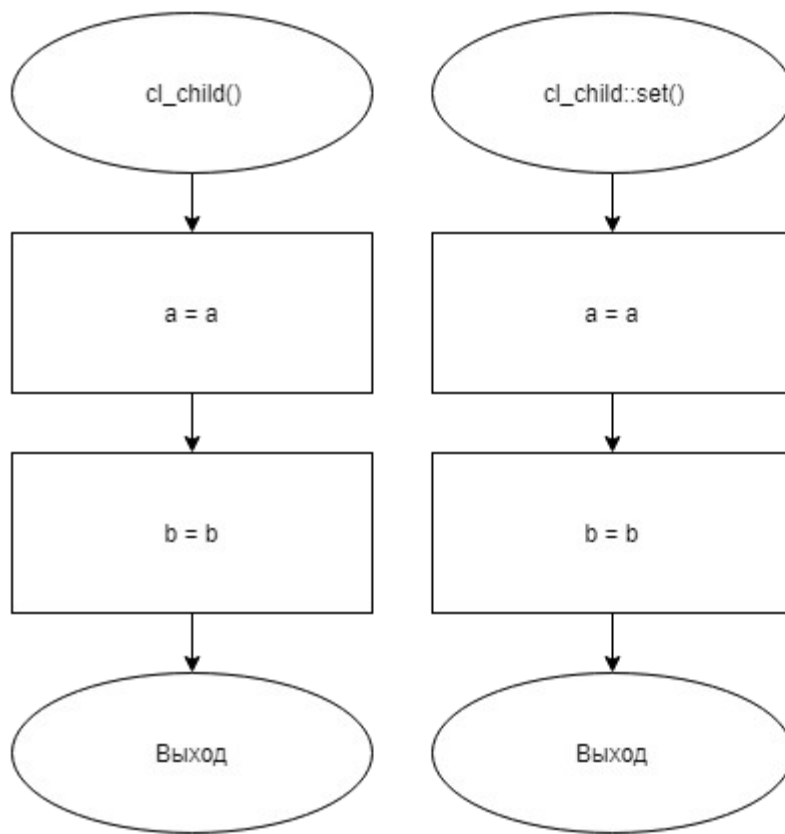 cl_child()
a = a
b = b
Выход
cl_child::set()
a = a
b = b
Выход